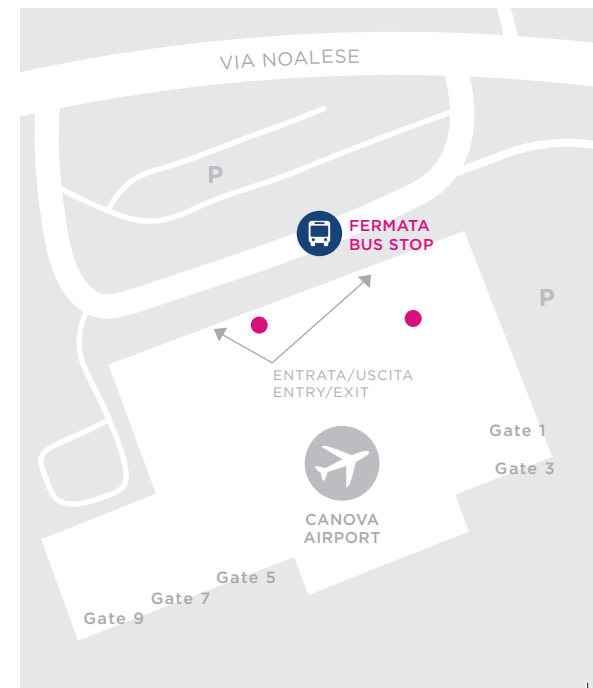 VIA NOALESE
P
FERMATA
BUS STOP
P
ENTRATA/USCITA
ENTRY/EXIT
Gate 1
Gate 3
CANOVA
AIRPORT
Gate 5
Gate 7
Gate 9